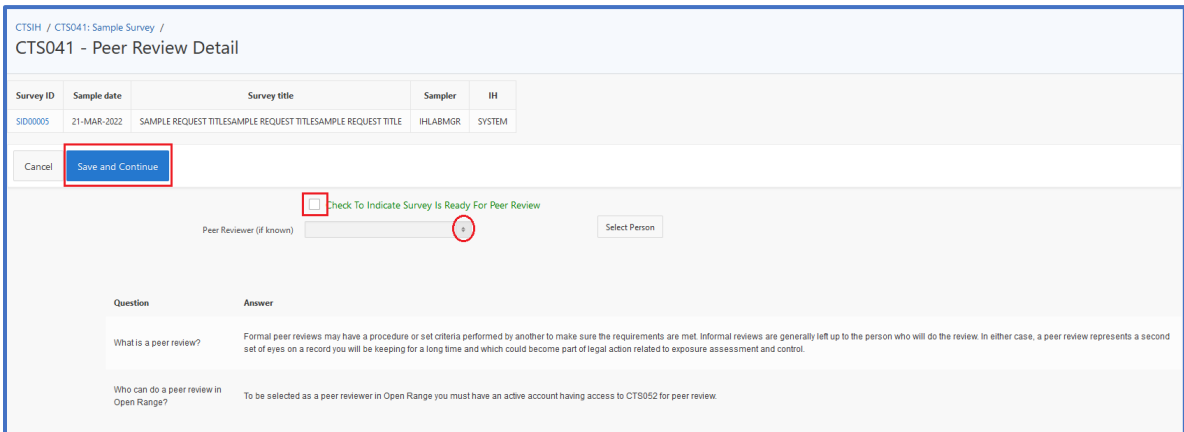 CTSIH / CTS041: Sample Survey /
CTS041 - Peer Review Detail
Survey ID Sample date Survey title Sampler IH
SID00005 21-MAR-2022 SAMPLE REQUEST TITLESAMPLE REQUEST TITLESAMPLE REQUEST TITLE IHLABMGR SYSTEM
Cancel Save and Continue
Check To Indicate Survey Is Ready For Peer Review
Peer Reviewer (if known) Select Person
Question Answer
What is a peer review? Formal peer reviews may have a procedure or set criteria performed by another to make sure the requirements are met. Informal reviews are generally left up to the person who will do the review. In either case, a peer review represents a second
set of eyes on a record you will be keeping for a long time and which could become part of legal action related to exposure assessment and control.
Who can do a peer review in
Open Range? To be selected as a peer reviewer in Open Range you must have an active account having access to CTS052 for peer review.